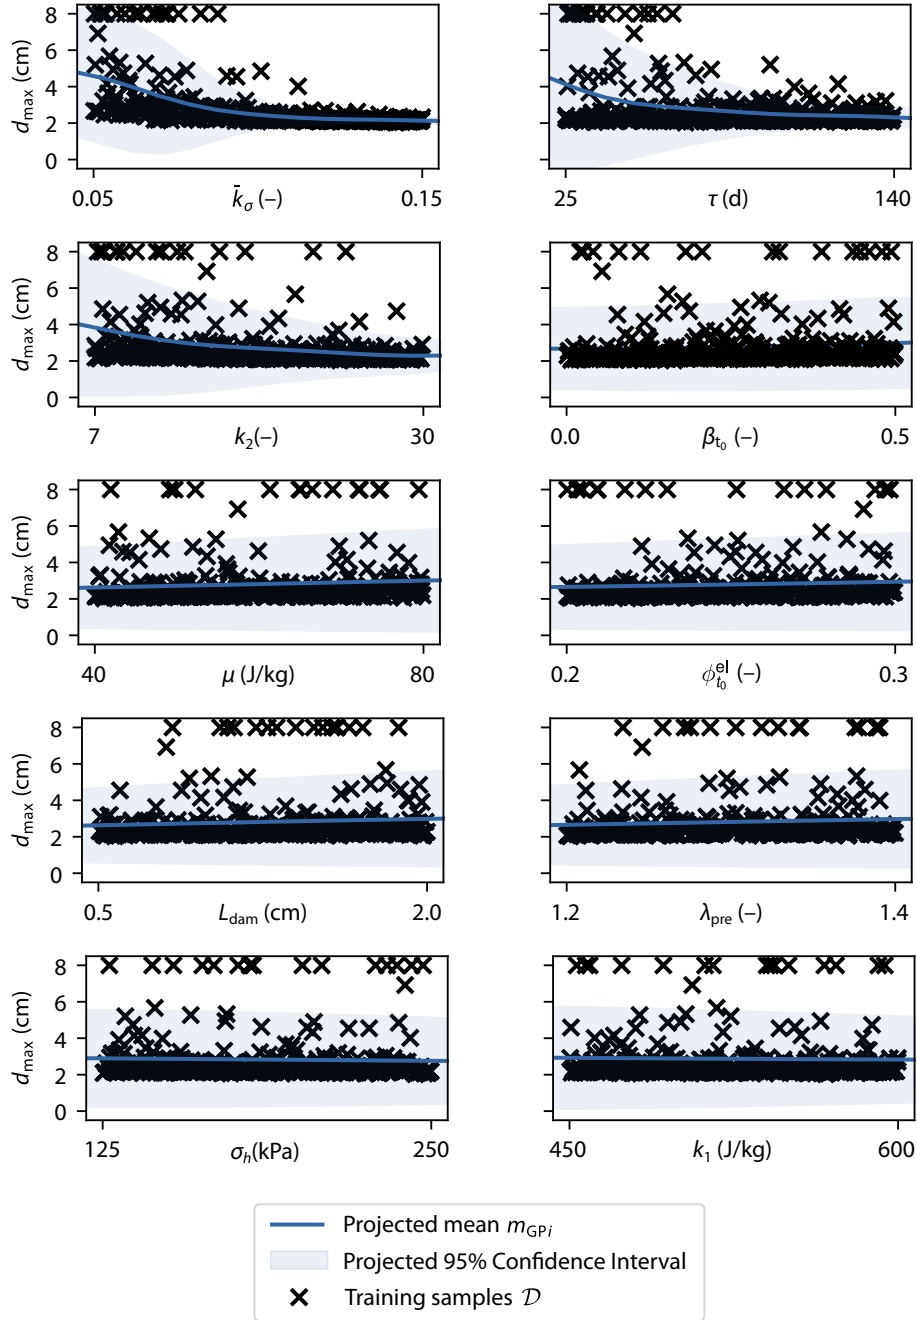 8
6
4
2
0
d_max (cm)
0.05
k̄_σ (–)
0.15
25
τ (d)
140
8
6
4
2
0
d_max (cm)
7
k_2(–)
30
0.0
β_t_0 (–)
0.5
8
6
4
2
0
d_max (cm)
40
μ (J/kg)
80
0.2
ϕ_t_0^el (–)
0.3
8
6
4
2
0
d_max (cm)
0.5
L_dam (cm)
2.0
1.2
λ_pre (–)
1.4
8
6
4
2
0
d_max (cm)
125
σ_h(kPa)
250
450
k_1 (J/kg)
600
Projected mean m_GPi
Projected 95% Confidence Interval
Training samples 𝒟